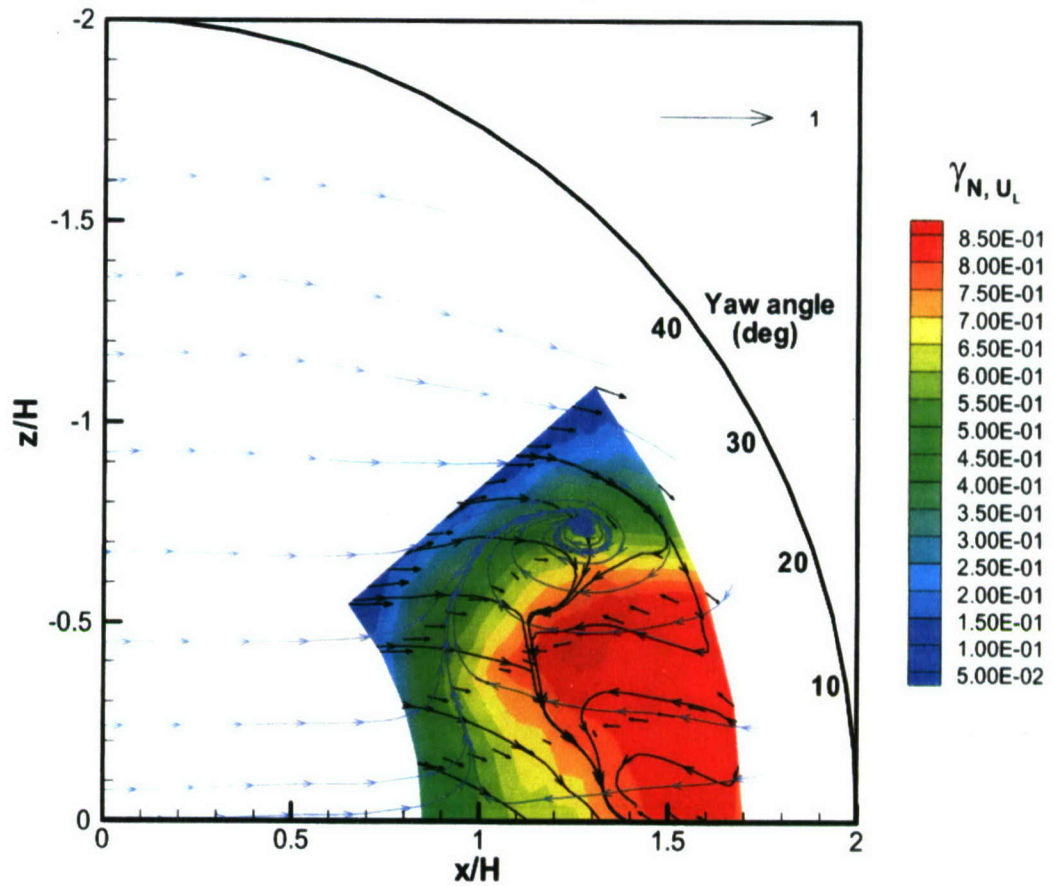 -2
-1.5
-1
-0.5
0
z/H
0
0.5
1
1.5
2
x/H
1
Yaw angle
(deg)
40
30
20
10
γN, UL
8.50E-01
8.00E-01
7.50E-01
7.00E-01
6.50E-01
6.00E-01
5.50E-01
5.00E-01
4.50E-01
4.00E-01
3.50E-01
3.00E-01
2.50E-01
2.00E-01
1.50E-01
1.00E-01
5.00E-02